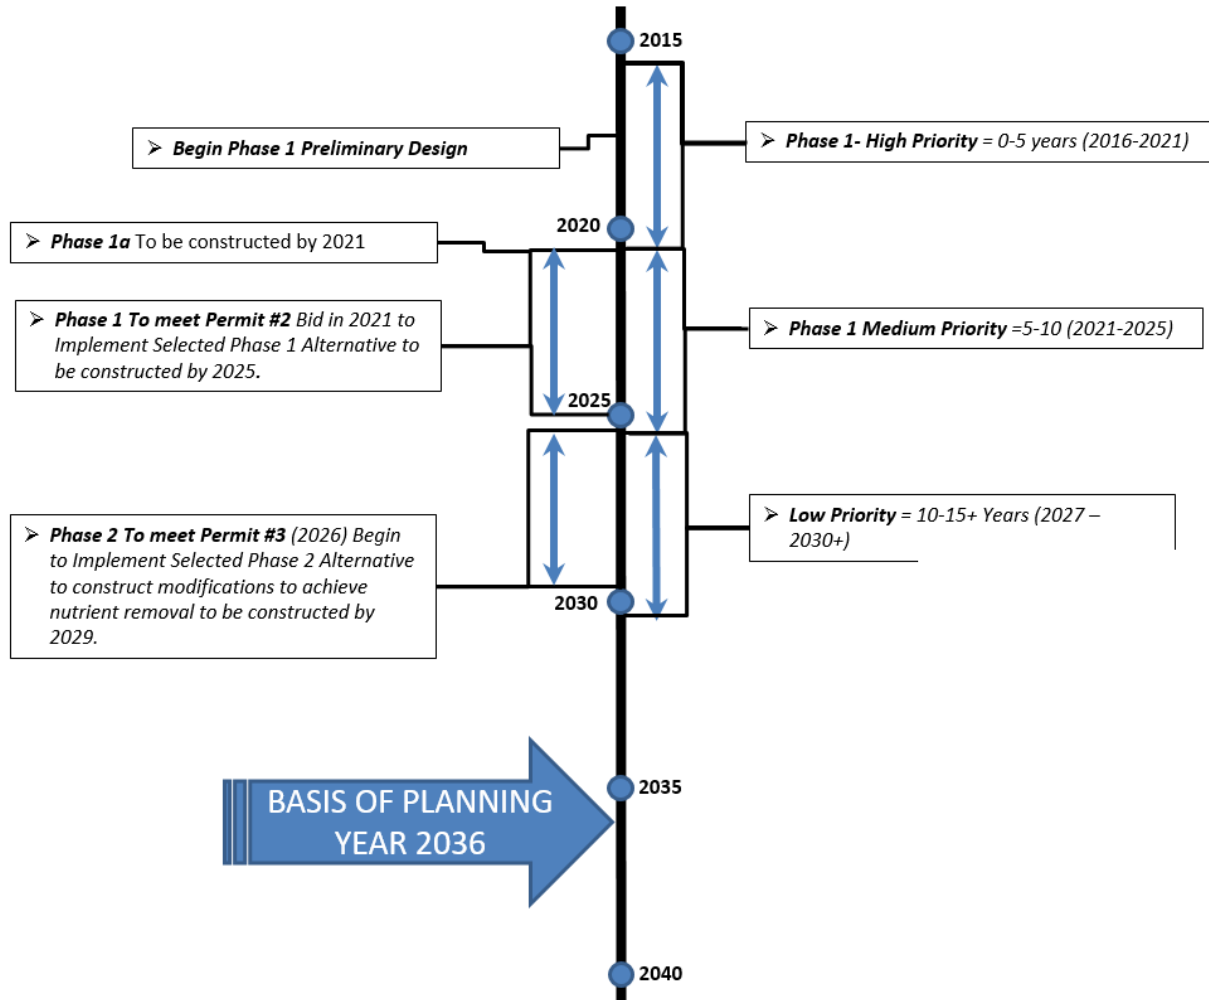 2015
➢ Begin Phase 1 Preliminary Design
➢ Phase 1- High Priority = 0-5 years (2016-2021)
2020
➢ Phase 1a To be constructed by 2021
➢ Phase 1 To meet Permit #2 Bid in 2021 to
Implement Selected Phase 1 Alternative to
be constructed by 2025.
➢ Phase 1 Medium Priority =5-10 (2021-2025)
2025
➢ Low Priority = 10-15+ Years (2027 –
2030+)
➢ Phase 2 To meet Permit #3 (2026) Begin
to Implement Selected Phase 2 Alternative
to construct modifications to achieve
nutrient removal to be constructed by
2029.
2030
2035
BASIS OF PLANNING
YEAR 2036
2040